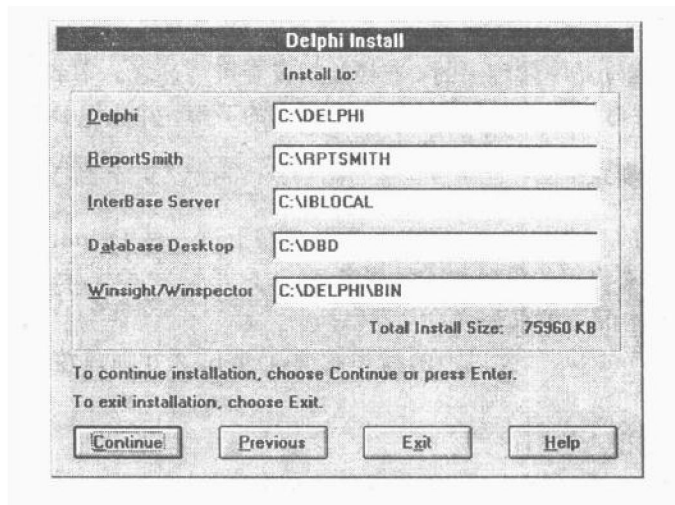 Delphi Install
Install to:
Delphi C:\DELPHI
ReportSmith C:\RPTSMITH
InterBase Server C:\IBLOCAL
Database Desktop C:\DBD
Winsight/Winspector C:\DELPHI\BIN
Total Install Size: 75960 KB
To continue installation, choose Continue or press Enter.
To exit installation, choose Exit.
Continue Previous Exit Help